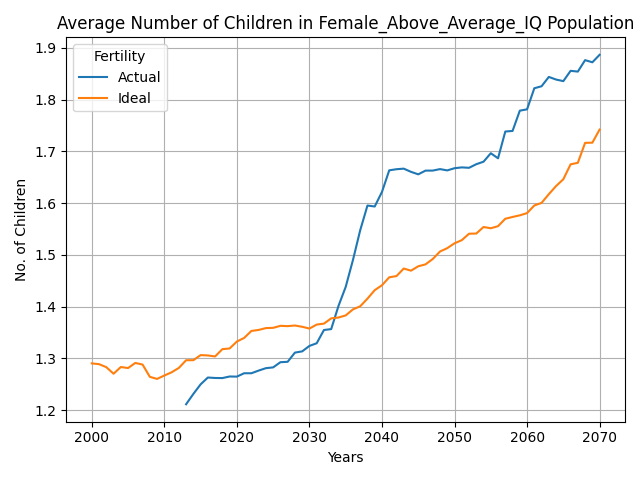 Average Number of Children in Female_Above_Average_IQ Population
Fertility
Actual
Ideal
1.9
1.8
1.7
1.6
1.5
1.4
1.3
1.2
No. of Children
2000 2010 2020 2030 2040 2050 2060 2070
Years